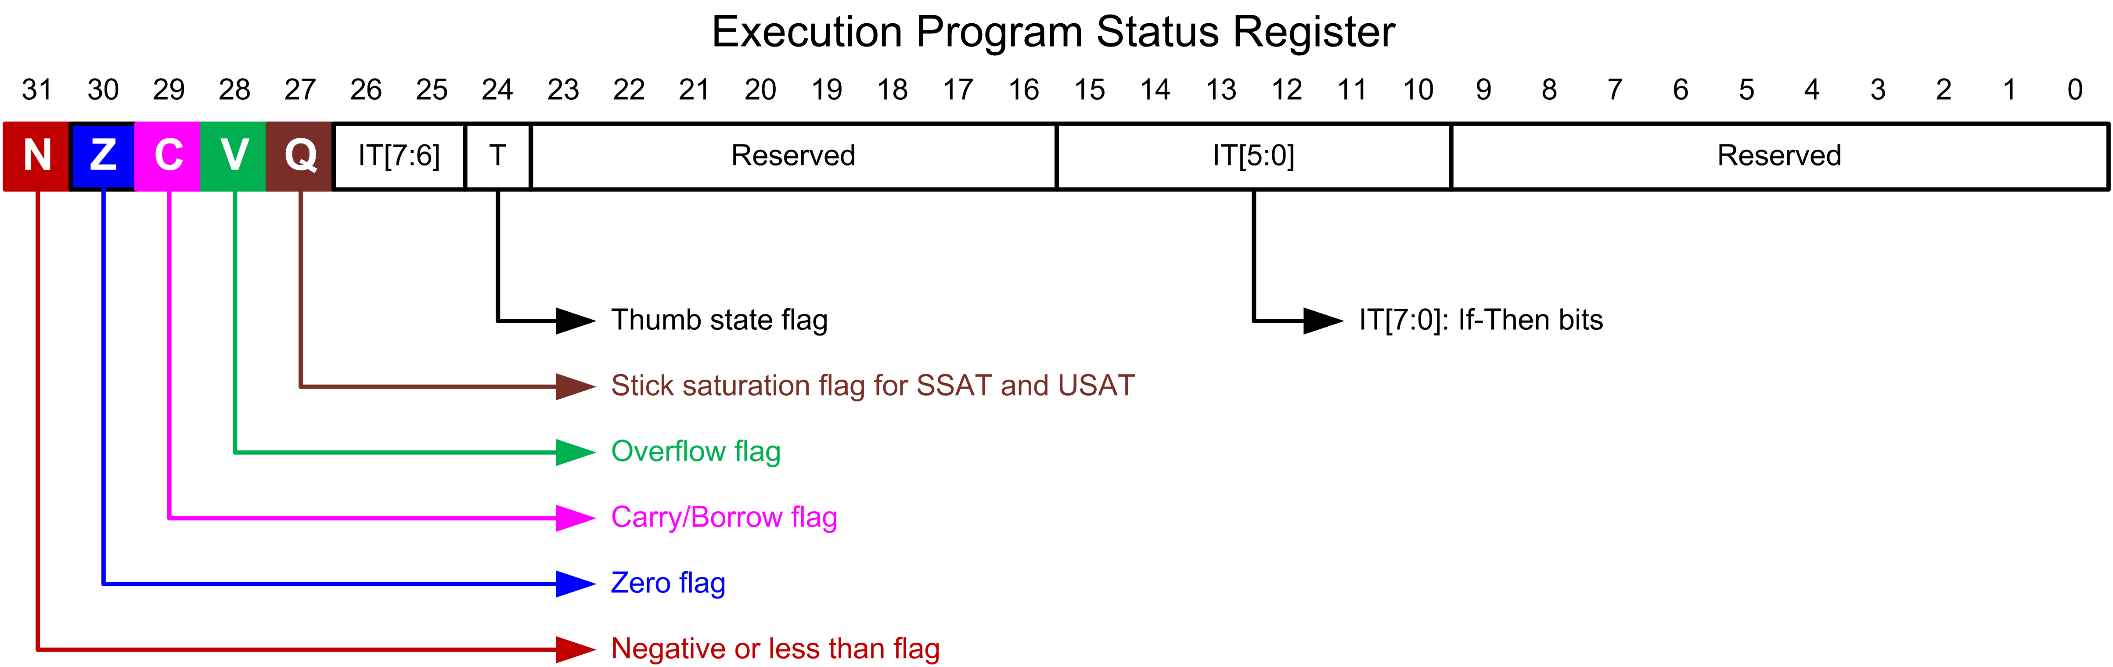 Execution Program Status Register
31 30 29 28 27 26 25 24 23 22 21 20 19 18 17 16 15 14 13 12 11 10 9 8 7 6 5 4 3 2 1 0
N Z C V Q IT[7:6] T Reserved IT[5:0] Reserved
Thumb state flag IT[7:0]: If-Then bits
Stick saturation flag for SSAT and USAT
Overflow flag
Carry/Borrow flag
Zero flag
Negative or less than flag